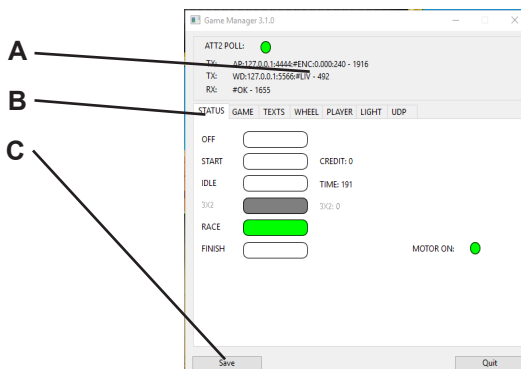 Game Manager 3.1.0
A
ATT2 POLL:
TX: AP:127.0.0.1:4444:#ENC:0.000:240 - 1916
TX: WD:127.0.0.1:5566:#LIV - 492
RX: #OK - 1655
B
STATUS GAME TEXTS WHEEL PLAYER LIGHT UDP
OFF
C
START CREDIT: 0
IDLE TIME: 191
3X2 3X2: 0
RACE
FINISH MOTOR ON:
Save Quit